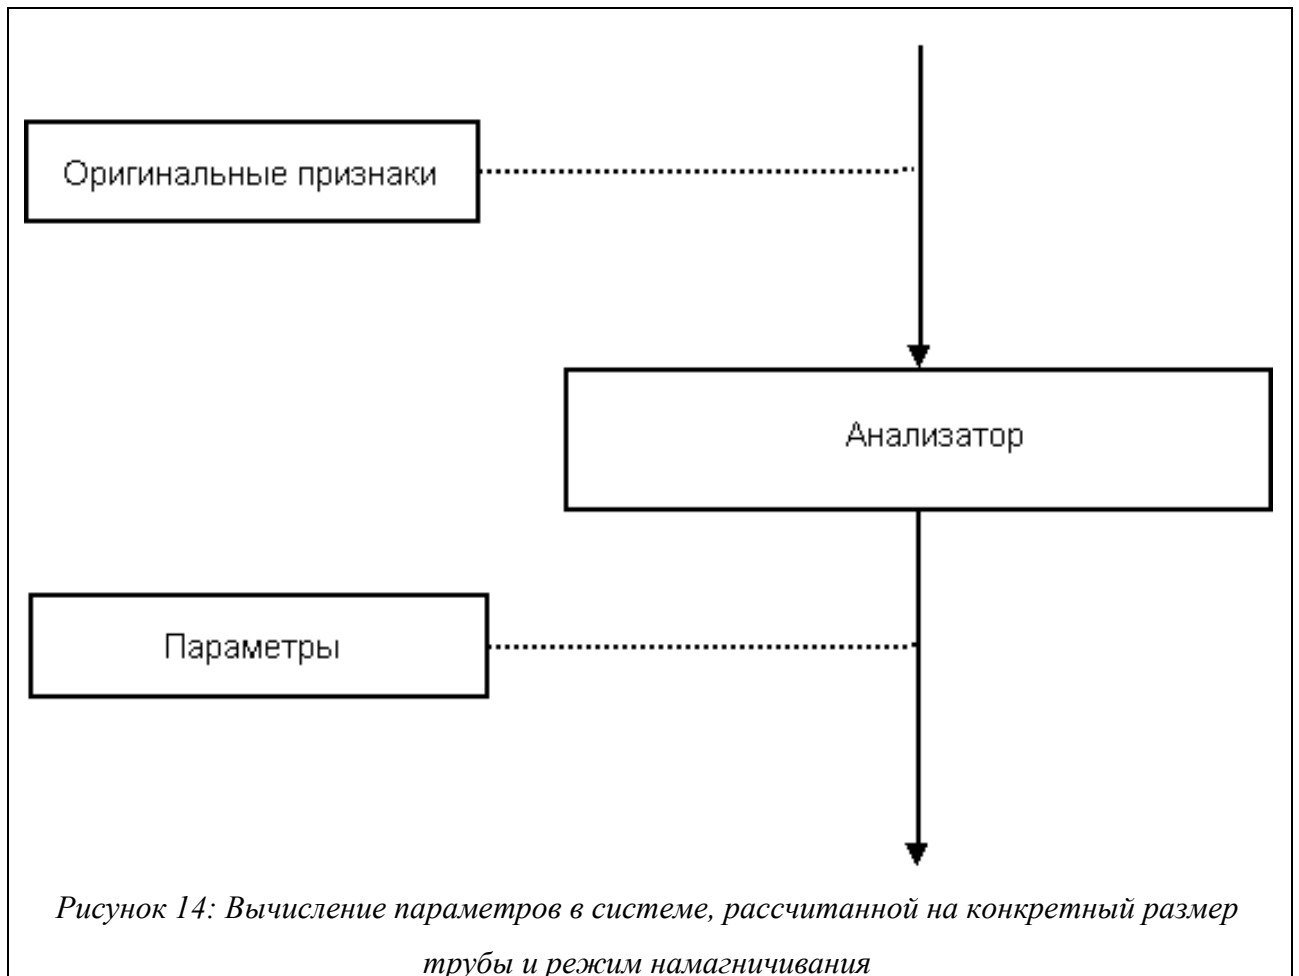 Оригинальные признаки
Анализатор
Параметры
Рисунок 14: Вычисление параметров в системе, рассчитанной на конкретный размер
трубы и режим намагничивания